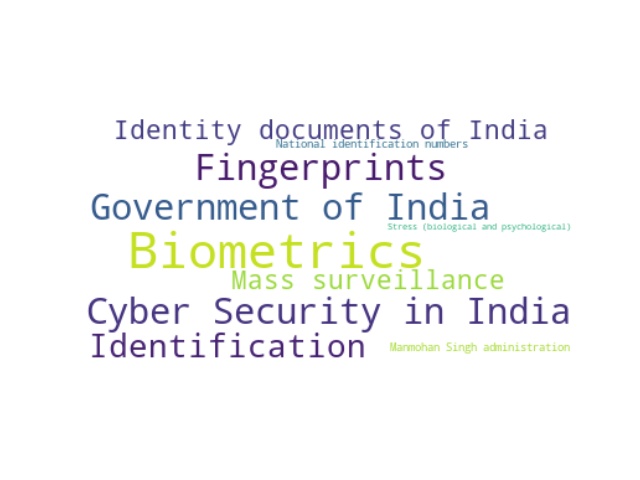 Identity documents of India
National identification numbers
Fingerprints
Government of India
Stress (biological and psychological)
Biometrics
Mass surveillance
Cyber Security in India
Identification
Manmohan Singh administration